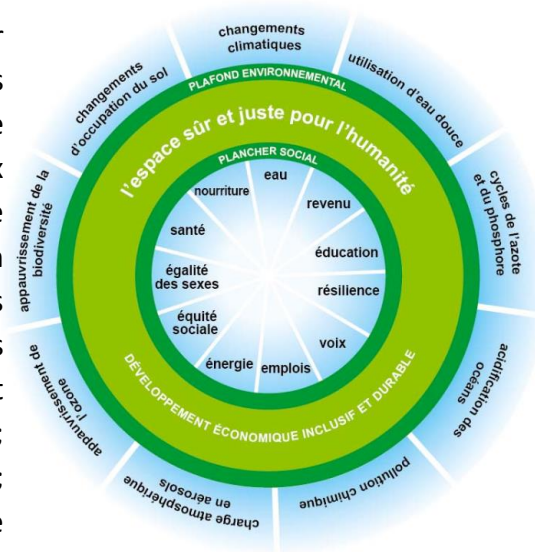 changements
climatiques
utilisation d'eau douce
cycles de l'azote
et du phosphore
acidification des
océans
pollution chimique
charge atmosphérique
en aérosols
appauvrissement de
l'ozone
appauvrissement de la
biodiversité
changements
d'occupation du sol
PLAFOND ENVIRONNEMENTAL
l'espace sûr et juste pour l'humanité
PLANCHER SOCIAL
eau
revenu
éducation
résilience
voix
emplois
énergie
équité
sociale
égalité
des sexes
santé
nourriture
DÉVELOPPEMENT ÉCONOMIQUE INCLUSIF ET DURABLE